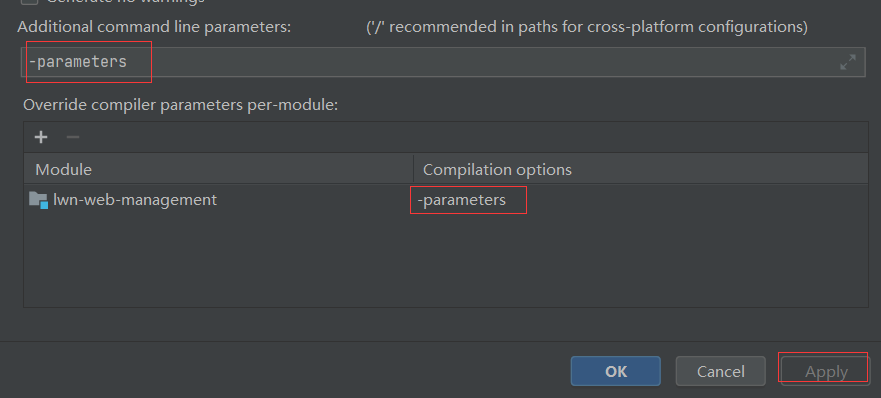 Generate no warnings
Additional command line parameters: ('/' recommended in paths for cross-platform configurations)
-parameters
Override compiler parameters per-module:
Module Compilation options
lwn-web-management -parameters
OK Cancel Apply